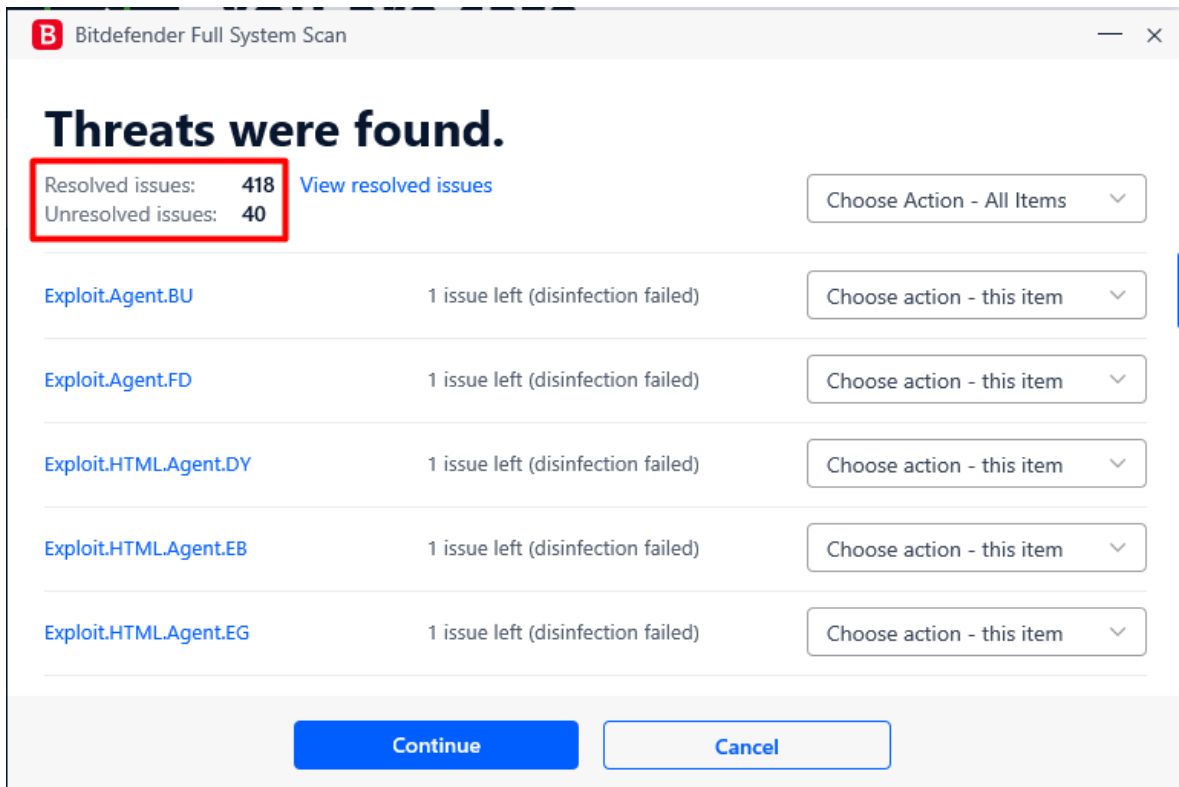 Bitdefender Full System Scan
Threats were found.
Resolved issues: 418 View resolved issues
Unresolved issues: 40
Choose Action - All Items
Exploit.Agent.BU 1 issue left (disinfection failed) Choose action - this item
Exploit.Agent.FD 1 issue left (disinfection failed) Choose action - this item
Exploit.HTML.Agent.DY 1 issue left (disinfection failed) Choose action - this item
Exploit.HTML.Agent.EB 1 issue left (disinfection failed) Choose action - this item
Exploit.HTML.Agent.EG 1 issue left (disinfection failed) Choose action - this item
Continue Cancel